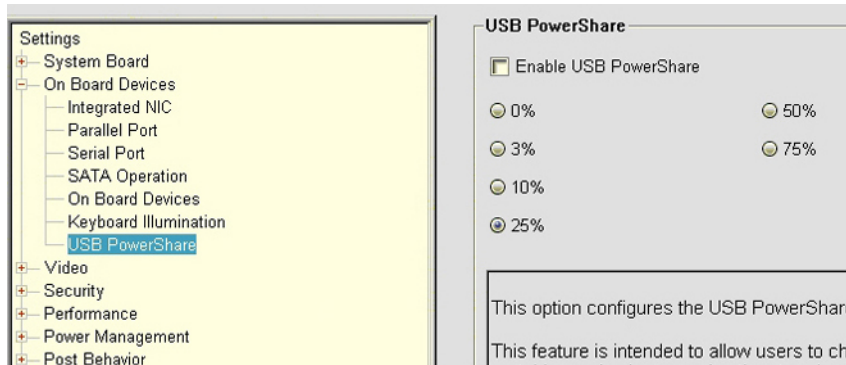 Settings
System Board
On Board Devices
Integrated NIC
Parallel Port
Serial Port
SATA Operation
On Board Devices
Keyboard Illumination
USB PowerShare
Video
Security
Performance
Power Management
Post Behavior
USB PowerShare
Enable USB PowerShare
0% 50%
3% 75%
10%
25%
This option configures the USB PowerShar
This feature is intended to allow users to ch